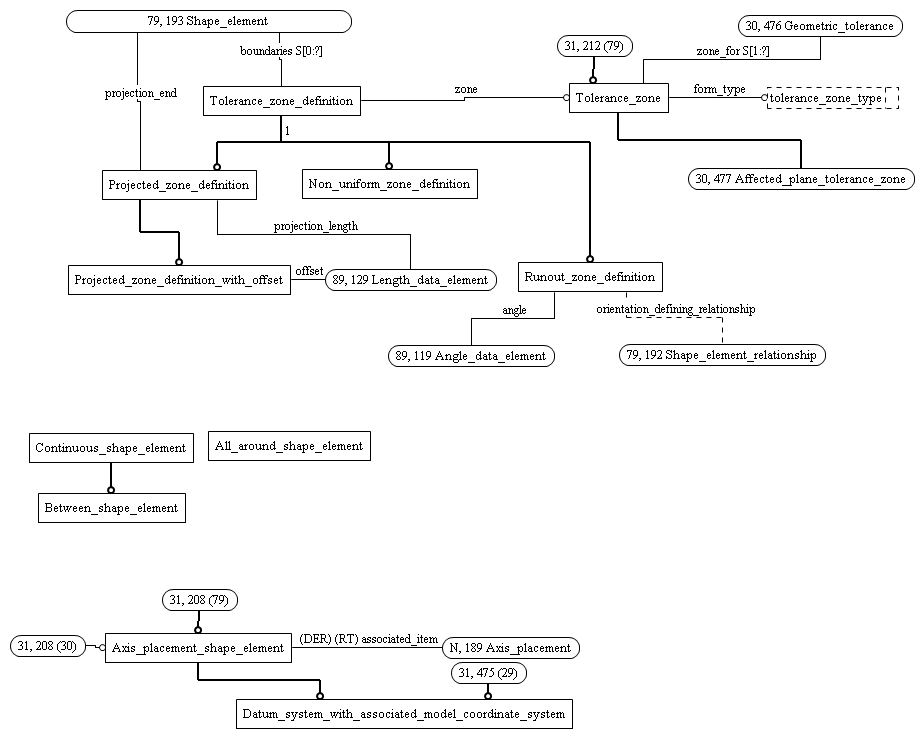 79, 193 Shape_element
30, 476 Geometric_tolerance
31, 212 (79)
boundaries S[0:?]
zone_for S[1:?]
projection_end
zone
form_type
Tolerance_zone_definition
Tolerance_zone
tolerance_zone_type
1
Projected_zone_definition
Non_uniform_zone_definition
30, 477 Affected_plane_tolerance_zone
projection_length
Projected_zone_definition_with_offset
offset
89, 129 Length_data_element
Runout_zone_definition
angle
orientation_defining_relationship
89, 119 Angle_data_element
79, 192 Shape_element_relationship
Continuous_shape_element
All_around_shape_element
Between_shape_element
31, 208 (79)
31, 208 (30)
Axis_placement_shape_element
(DER) (RT) associated_item
N, 189 Axis_placement
31, 475 (29)
Datum_system_with_associated_model_coordinate_system